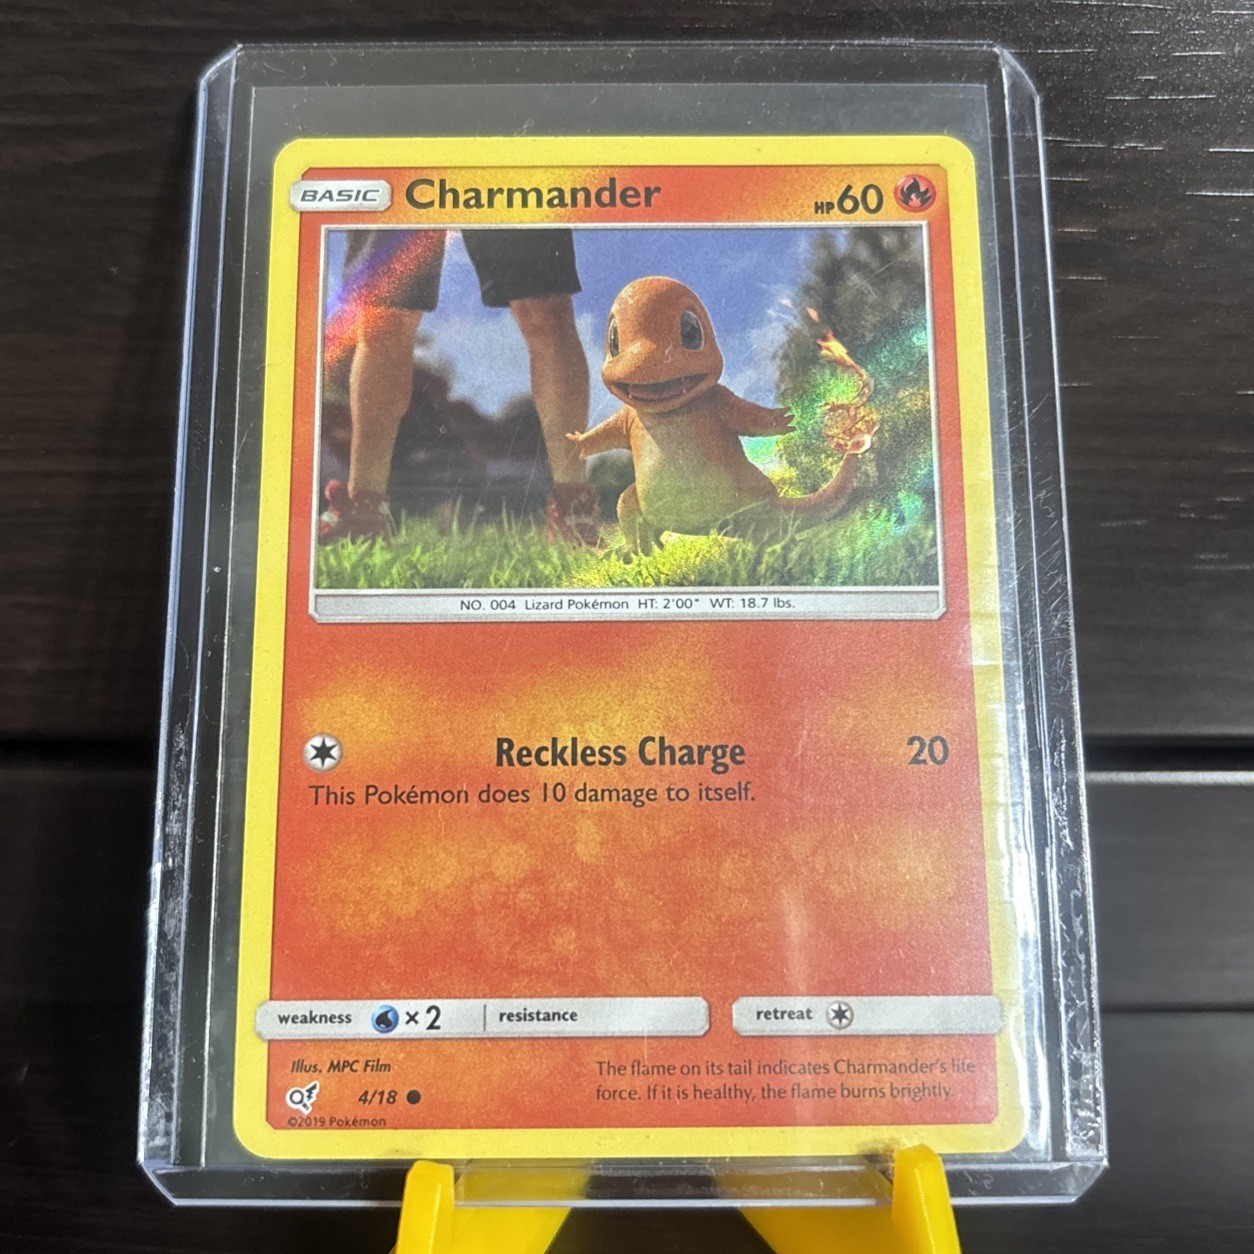 BASIC Charmander HP60
NO. 004 Lizard Pokémon HT: 2'00" WT: 18.7 lbs.
Reckless Charge 20
This Pokémon does 10 damage to itself.
weakness ×2 resistance retreat
Illus. MPC Film
4/18
©2019 Pokémon
The flame on its tail indicates Charmander's life
force. If it is healthy, the flame burns brightly.